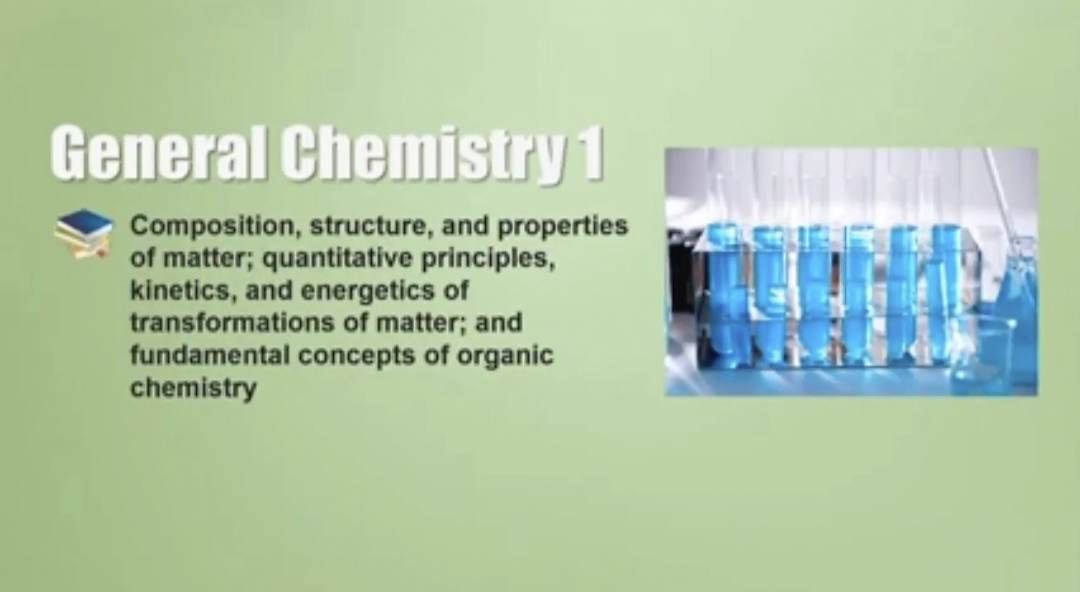 General Chemistry 1
Composition, structure, and properties
of matter; quantitative principles,
kinetics, and energetics of
transformations of matter; and
fundamental concepts of organic
chemistry